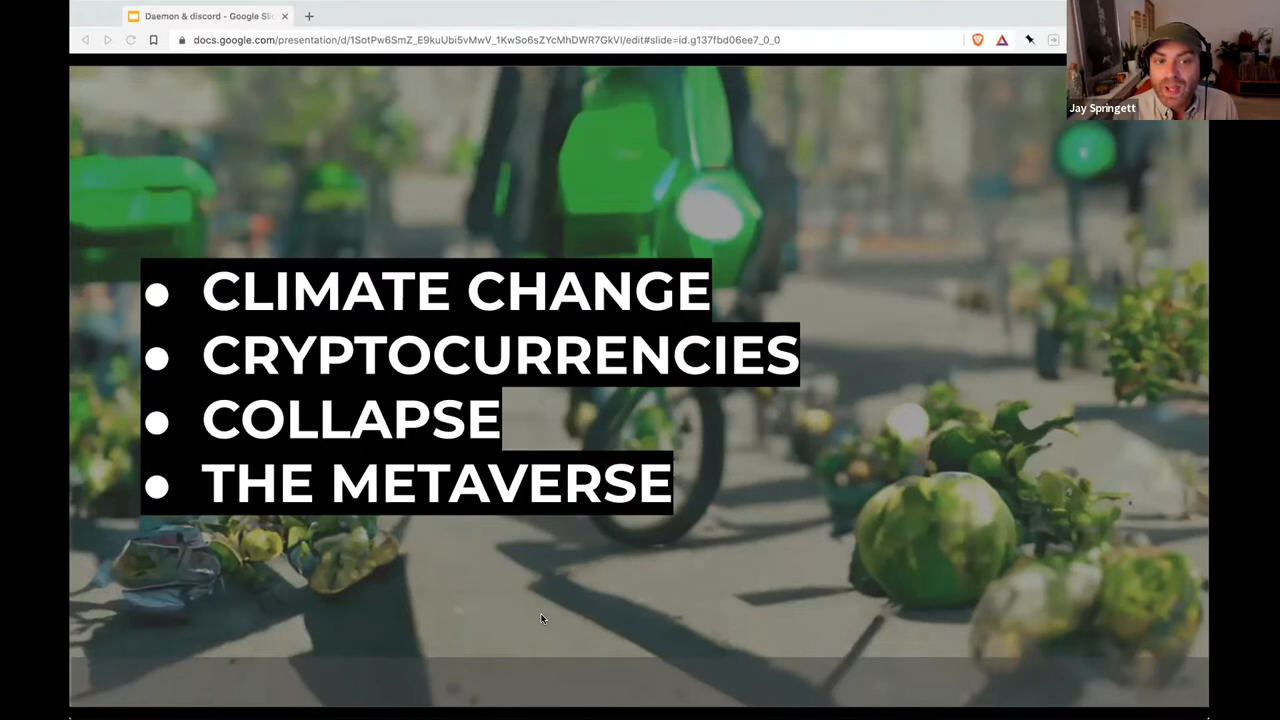 Daemon & discord - Google Sli
docs.google.com/presentation/d/1SotPw6SmZ_E9kuUbi5vMwV_1KwSo6sZYcMhDWR7GkVI/edit#slide=id.g137fbd06ee7_0_0
Jay Springett
● CLIMATE CHANGE
● CRYPTOCURRENCIES
● COLLAPSE
● THE METAVERSE